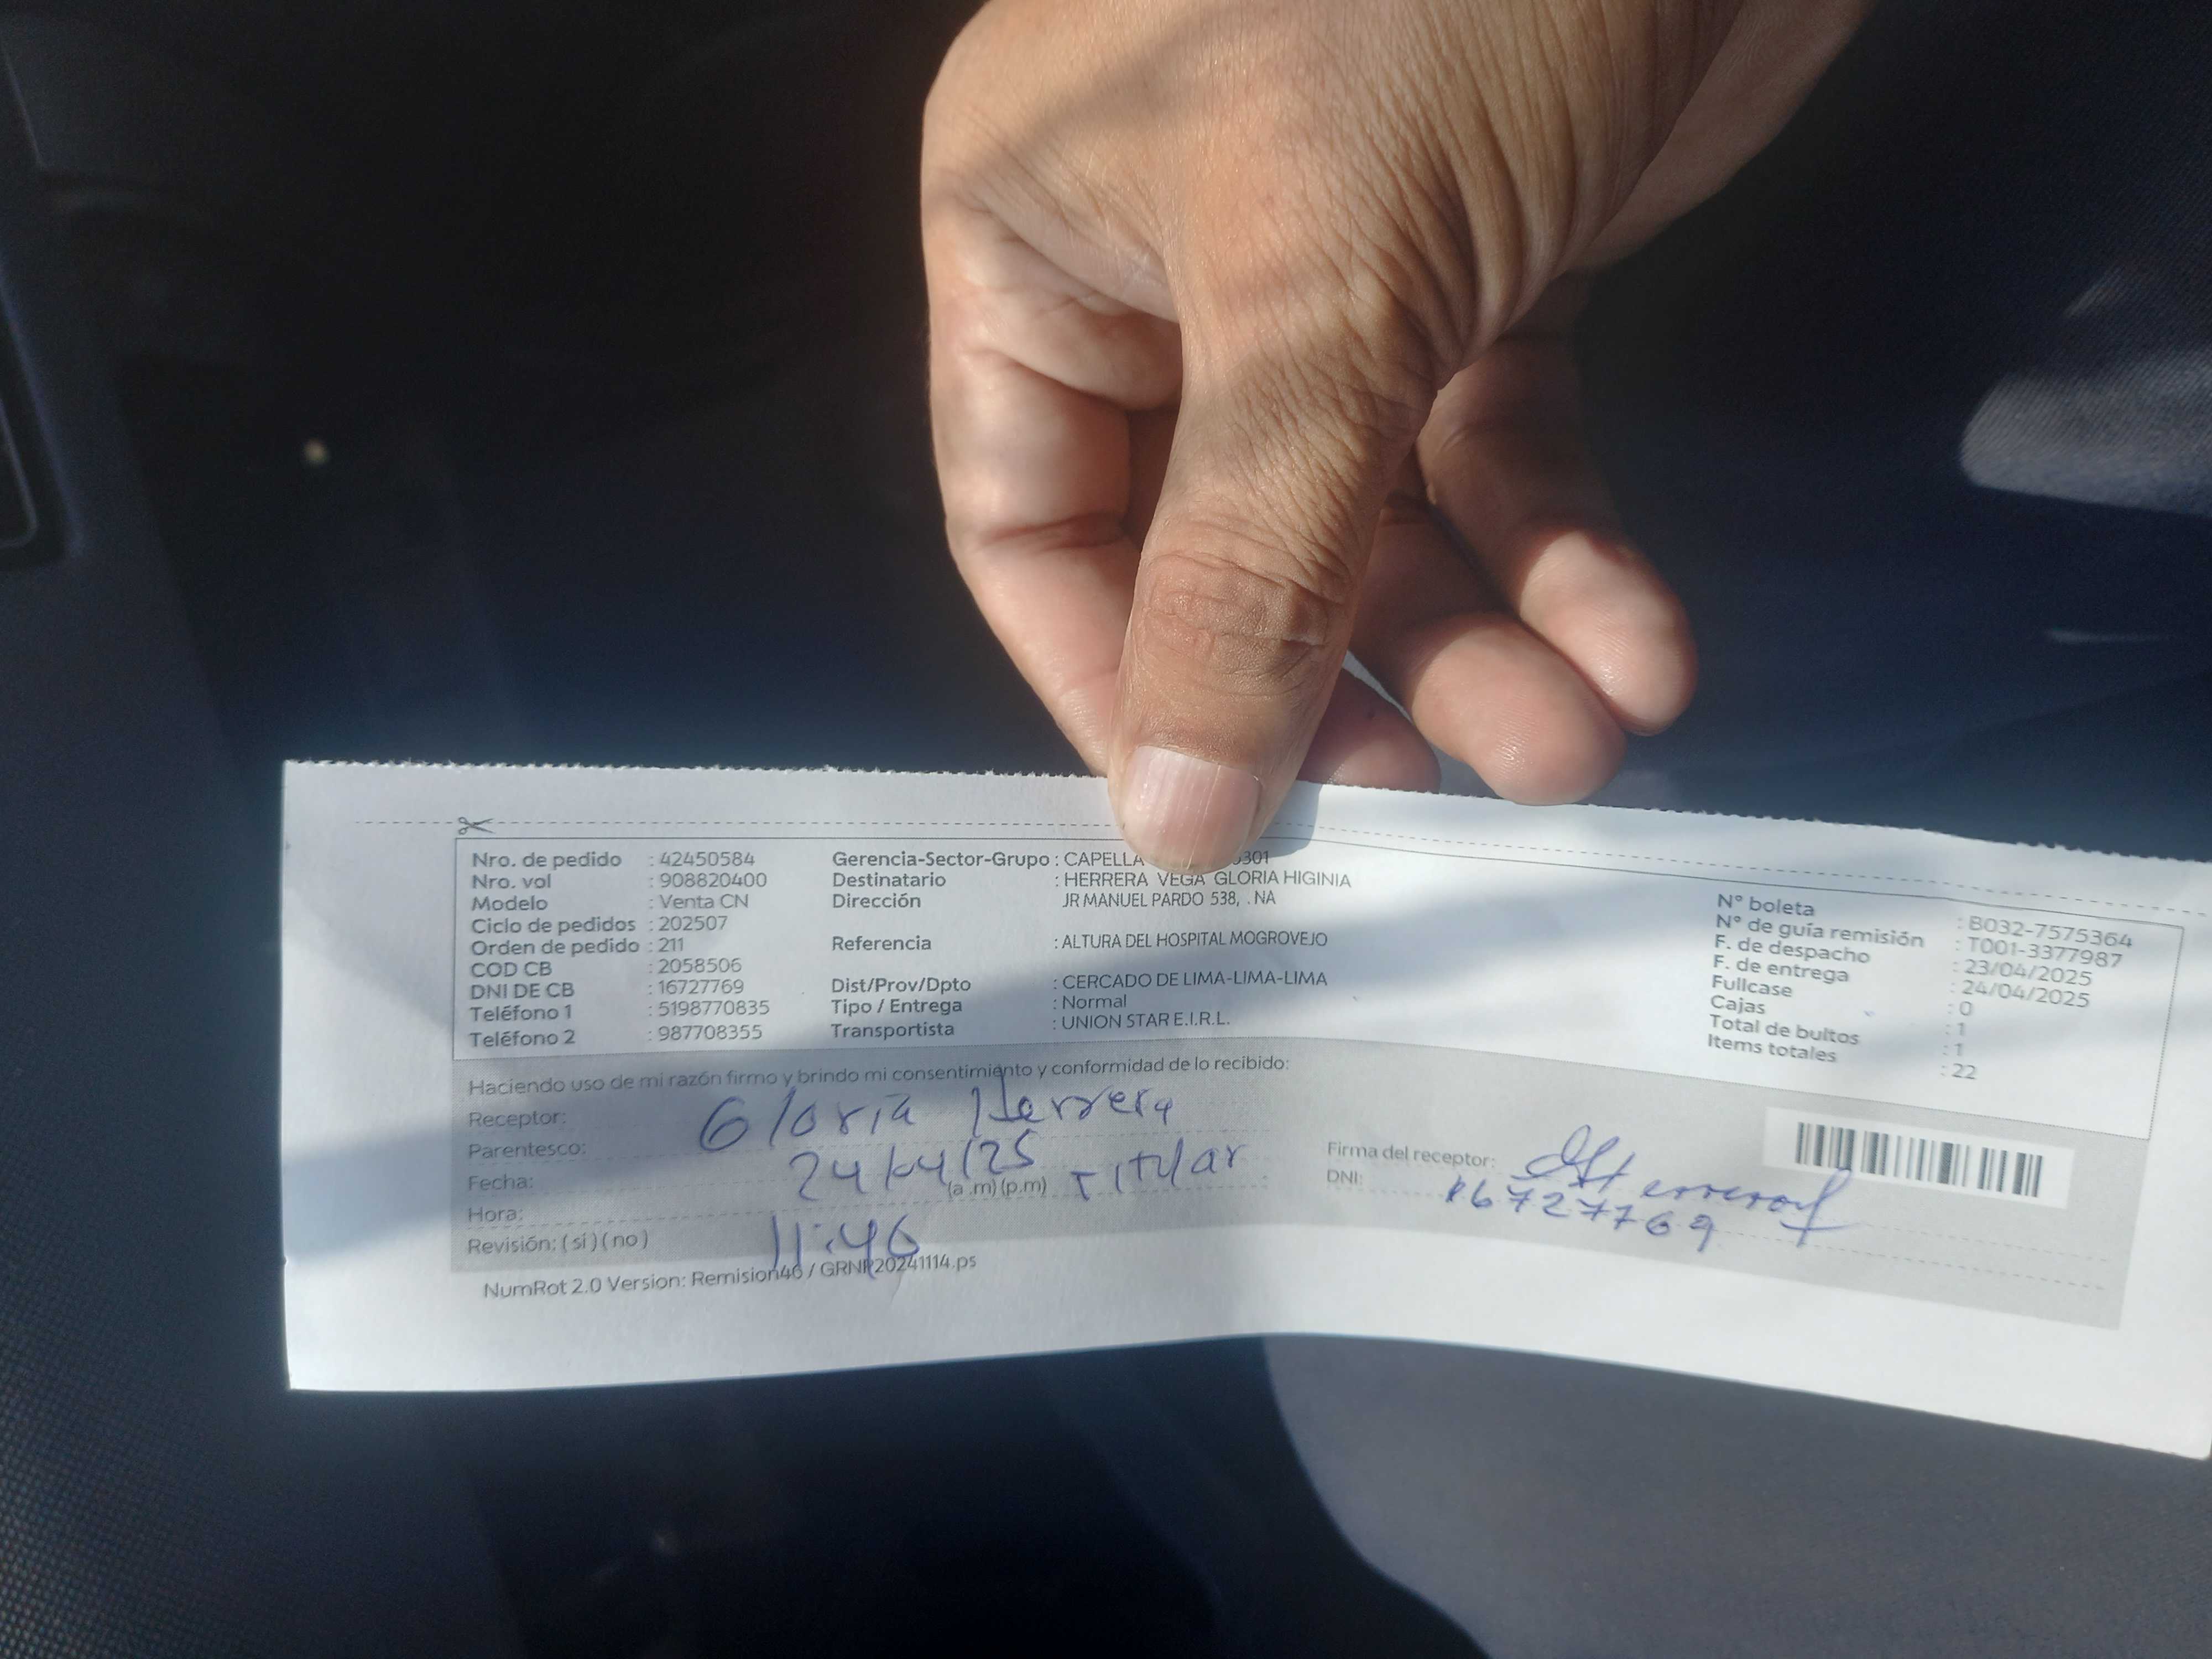 Nro. de pedido : 42450584
Nro. vol : 908820400
Modelo : Venta CN
Ciclo de pedidos : 202507
Orden de pedido : 211
COD CB : 2058506
DNI DE CB : 16727769
Teléfono 1 : 5198770835
Teléfono 2 : 987708355
Gerencia-Sector-Grupo : CAPELLA
Destinatario : HERRERA VEGA GLORIA HIGINIA
Dirección JR MANUEL PARDO 538, . NA
Referencia : ALTURA DEL HOSPITAL MOGROVEJO
Dist/Prov/Dpto : CERCADO DE LIMA-LIMA-LIMA
Tipo / Entrega : Normal
Transportista : UNION STAR E.I.R.L.
N° boleta : B032-7575364
N° de guía remisión : T001-3377987
F. de despacho : 23/04/2025
F. de entrega : 24/04/2025
Fullcase : 0
Cajas : 1
Total de bultos : 1
Items totales : 22
Haciendo uso de mi razón firmo y brindo mi consentimiento y conformidad de lo recibido:
Receptor: Gloria Herrera
Parentesco: Titular
Fecha: 24/04/25
(a .m) (p.m)
Hora: 11:46
Revisión: ( si ) ( no )
Firma del receptor:
DNI: 16727769
NumRot 2.0 Version: Remision46 / GRNR20241114.ps